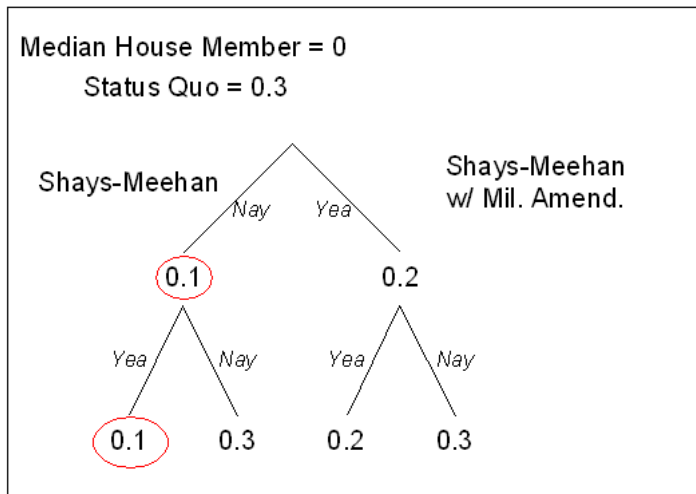 Median House Member = 0
Status Quo = 0.3
Shays-Meehan
Shays-Meehan
w/ Mil. Amend.
Nay
Yea
0.1
0.2
Yea
Nay
Yea
Nay
0.1
0.3
0.2
0.3